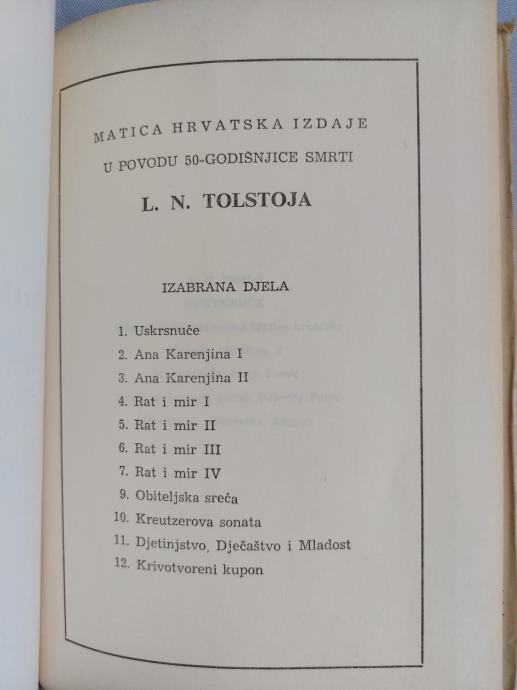 MATICA HRVATSKA IZDAJE
U POVODU 50-GODIŠNJICE SMRTI
L. N. TOLSTOJA
IZABRANA DJELA
1. Uskrsnuće
2. Ana Karenjina I
3. Ana Karenjina II
4. Rat i mir I
5. Rat i mir II
6. Rat i mir III
7. Rat i mir IV
9. Obiteljska sreća
10. Kreutzerova sonata
11. Djetinjstvo, Dječaštvo i Mladost
12. Krivotvoreni kupon